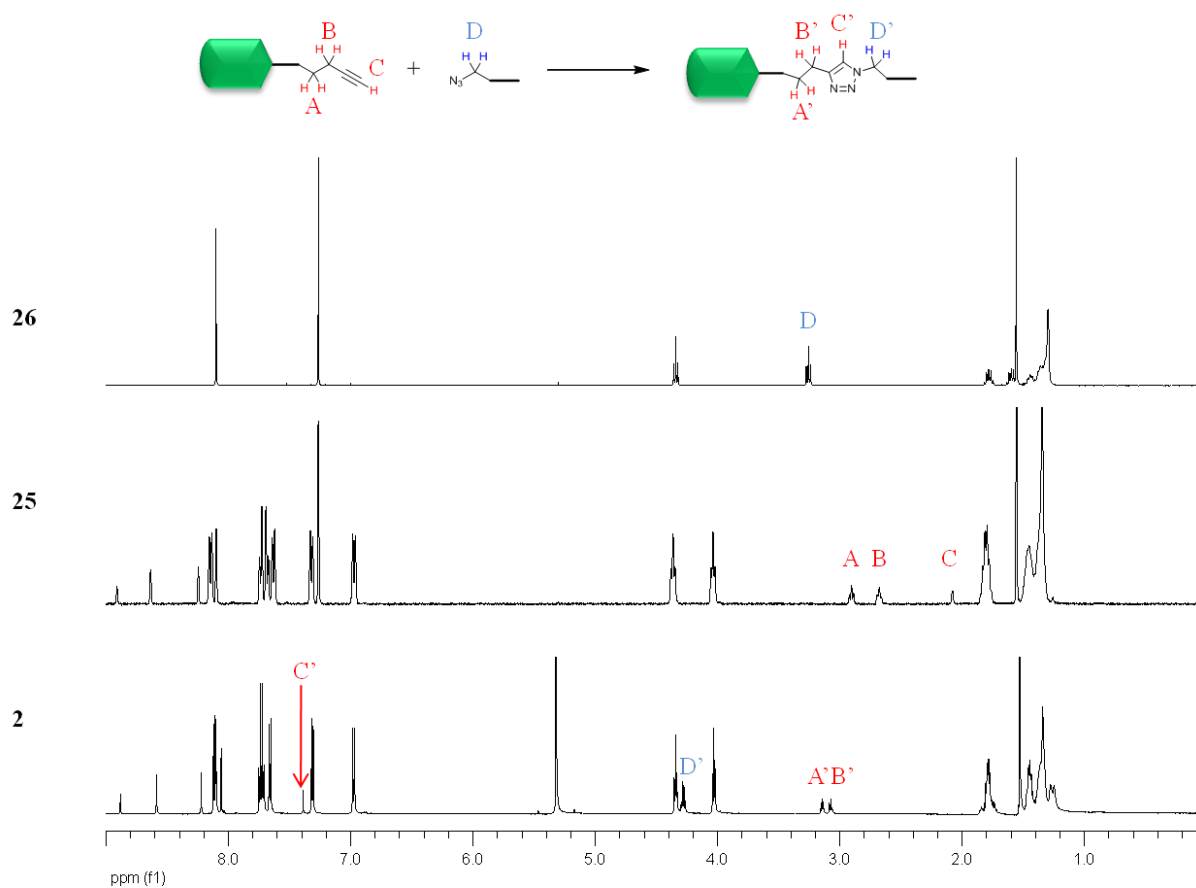 B
D
C
H H
H H
+
N₃
H H
H
A
B’
C’
D’
H
H H
H H
N
N=N
H H
A’
26
D
25
A
B
C
2
C’
D’
A’B’
8.0 7.0 6.0 5.0 4.0 3.0 2.0 1.0
ppm (f1)